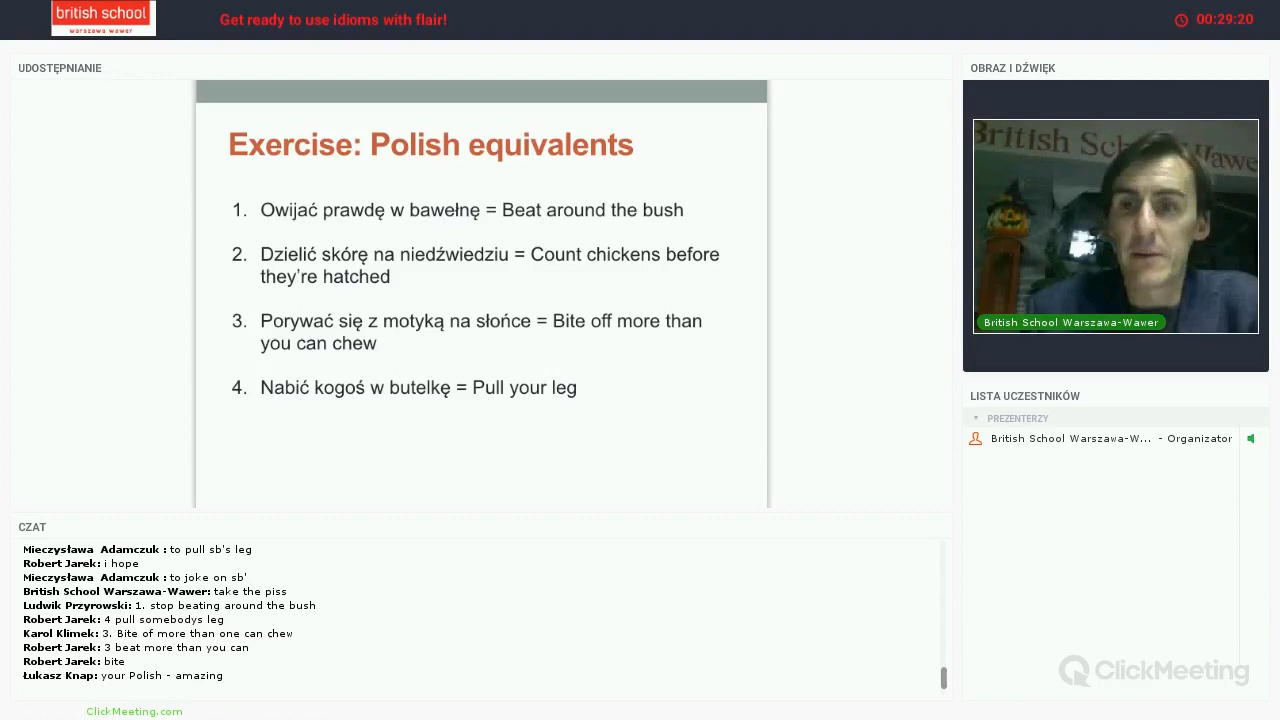 british school
warszawa wawer
Get ready to use idioms with flair!
00:29:20
UDOSTĘPNIANIE
Exercise: Polish equivalents
1. Owijać prawdę w bawełnę = Beat around the bush
2. Dzielić skórę na niedźwiedziu = Count chickens before
they're hatched
3. Porywać się z motyką na słońce = Bite off more than
you can chew
4. Nabić kogoś w butelkę = Pull your leg
CZAT
Mieczysława Adamczuk : to pull sb's leg
Robert Jarek: i hope
Mieczysława Adamczuk : to joke on sb'
British School Warszawa-Wawer: take the piss
Ludwik Przyrowski: 1. stop beating around the bush
Robert Jarek: 4 pull somebodys leg
Karol Klimek: 3. Bite of more than one can chew
Robert Jarek: 3 beat more than you can
Robert Jarek: bite
Łukasz Knap: your Polish - amazing
ClickMeeting.com
OBRAZ I DŹWIĘK
British School Wawer
British School Warszawa-Wawer
LISTA UCZESTNIKÓW
PREZENTERZY
British School Warszawa-W... - Organizator
ClickMeeting